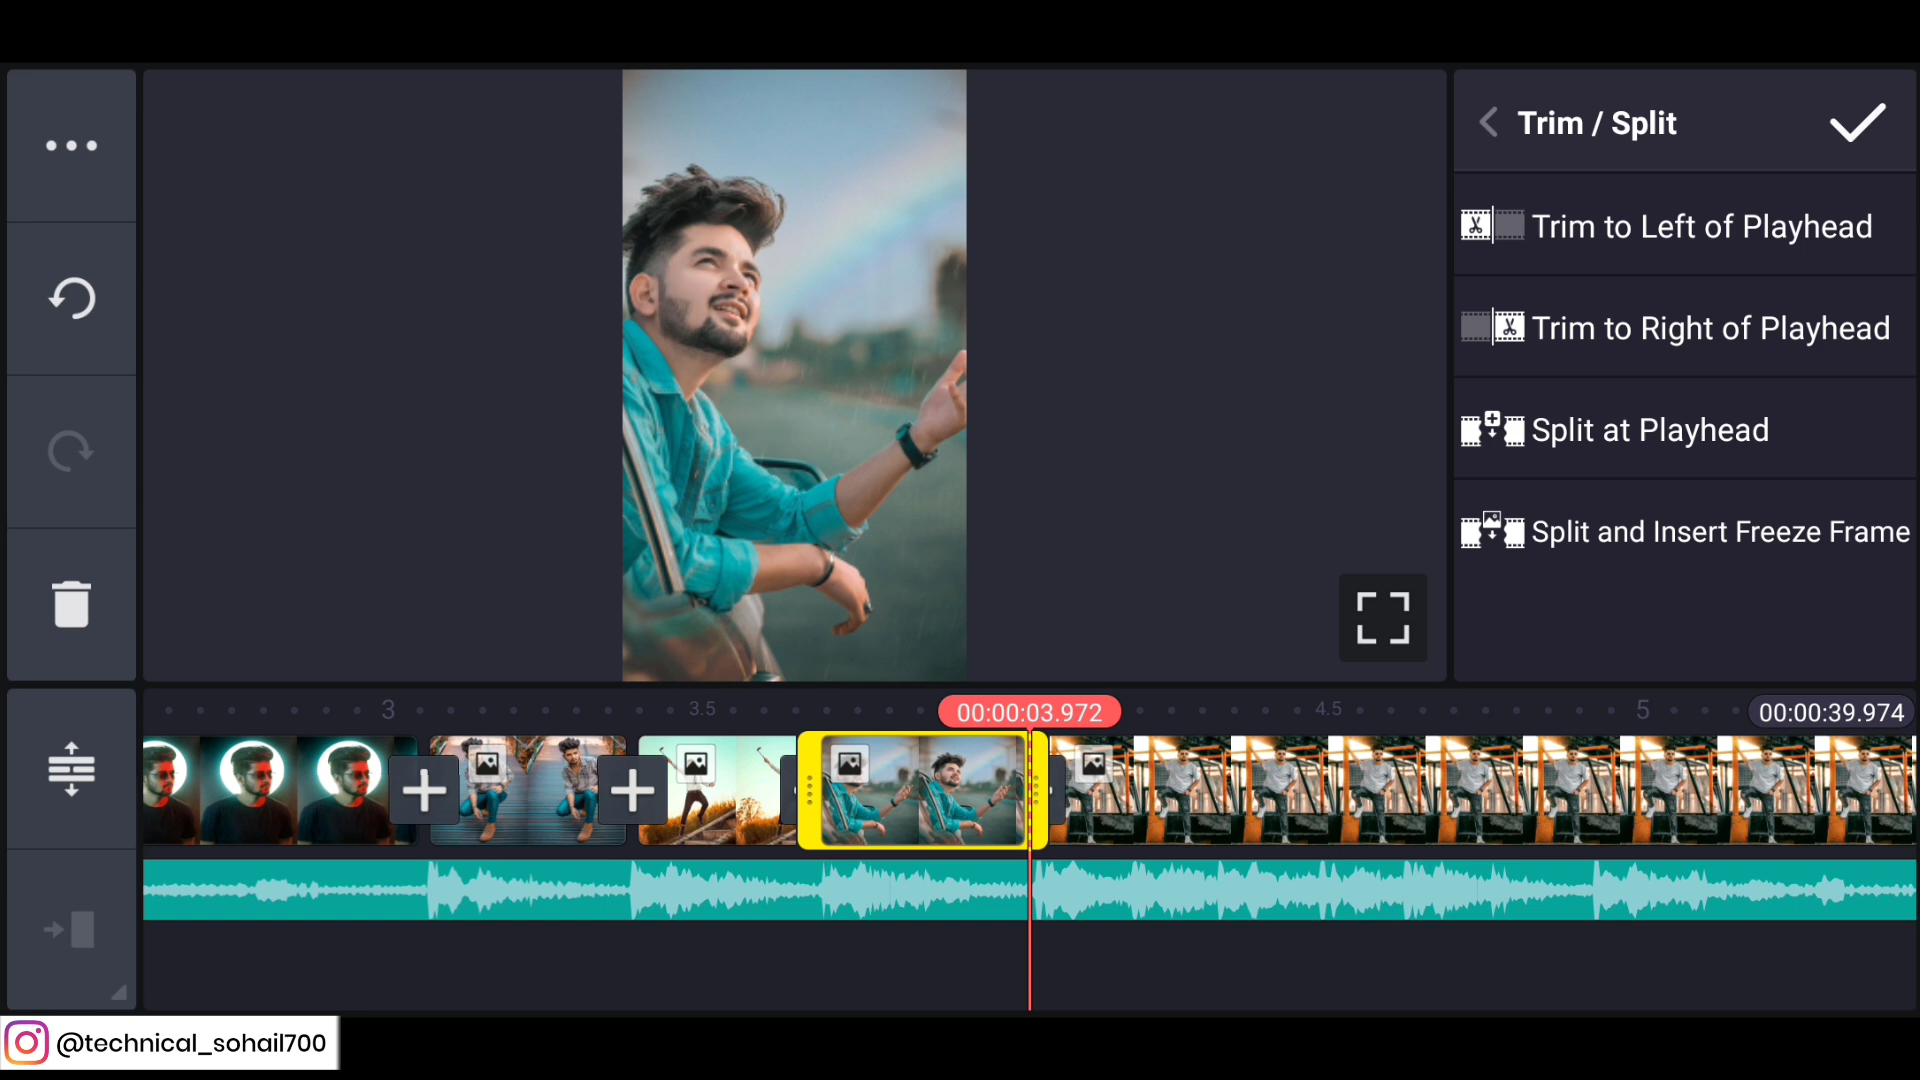 Trim / Split
Trim to Left of Playhead
Trim to Right of Playhead
Split at Playhead
Split and Insert Freeze Frame
3
3.5
00:00:03.972
4.5
5
00:00:39.974
@technical_sohail700